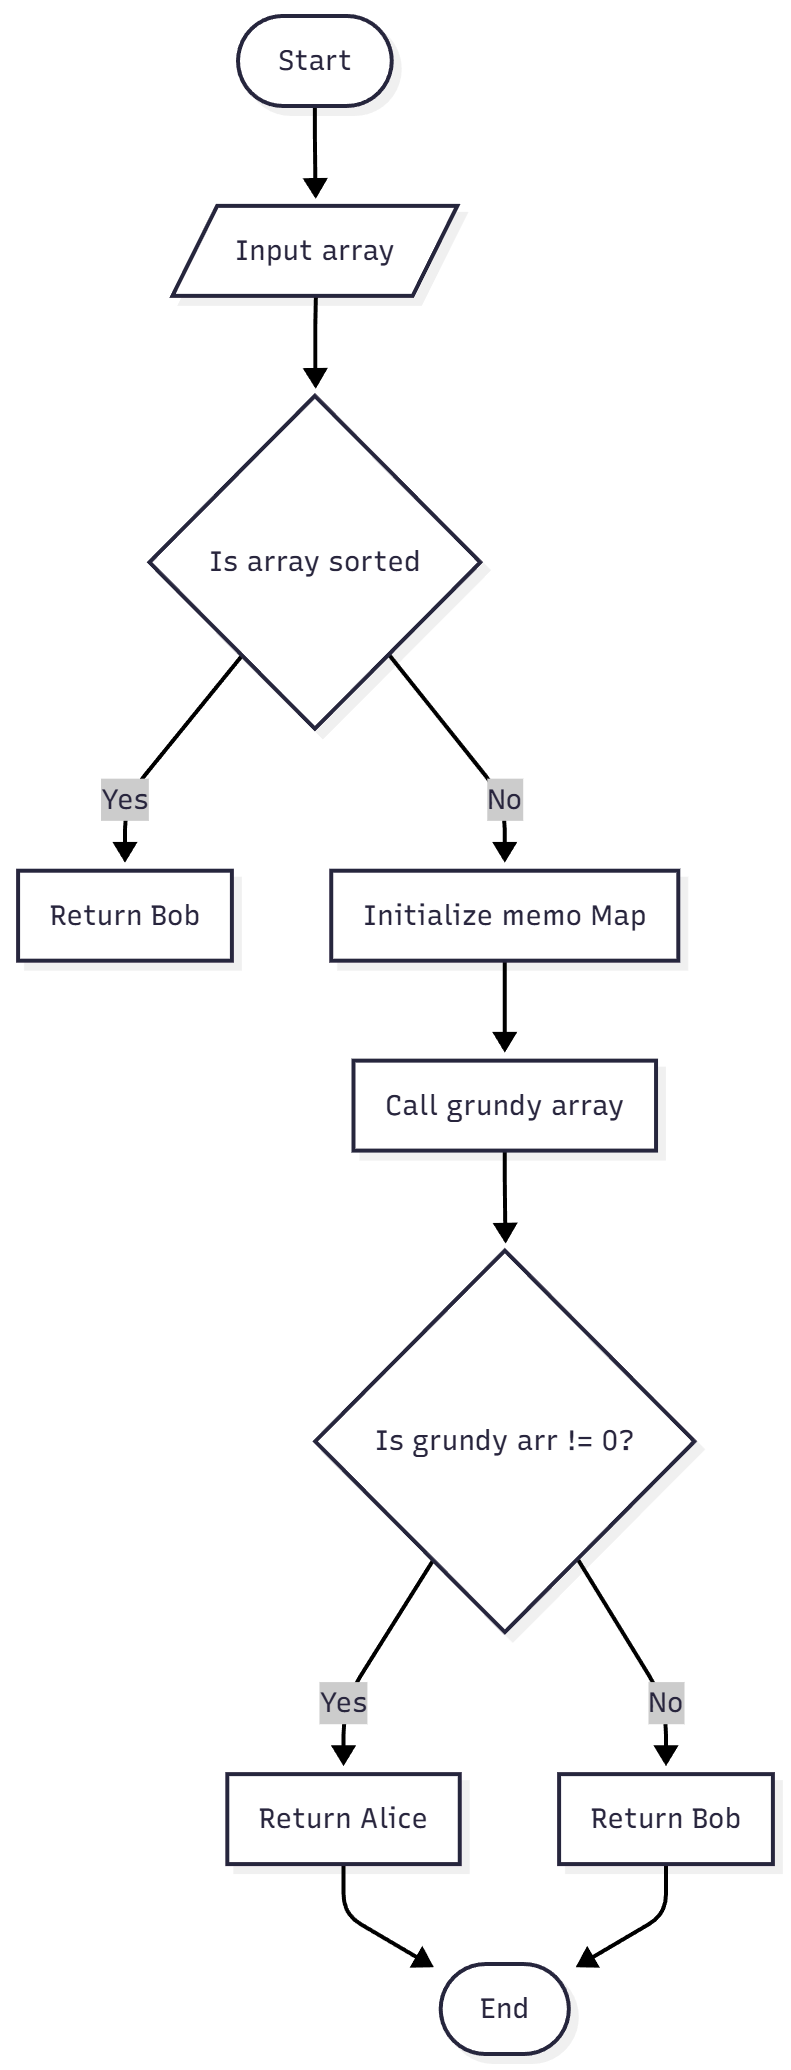 Start
Input array
Is array sorted
Yes
No
Return Bob
Initialize memo Map
Call grundy array
Is grundy arr != 0?
Yes
No
Return Alice
Return Bob
End